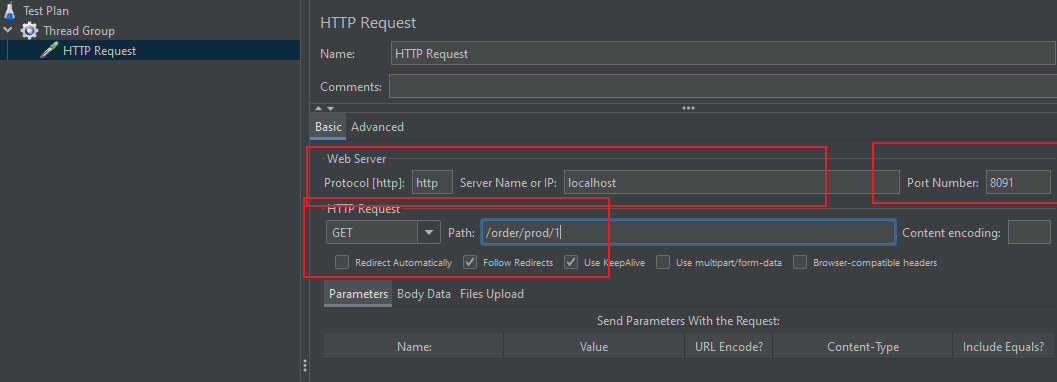 Test Plan
Thread Group
HTTP Request
HTTP Request
Name: HTTP Request
Comments:
Basic Advanced
Web Server
Protocol [http]: http Server Name or IP: localhost Port Number: 8091
HTTP Request
GET Path: /order/prod/1 Content encoding:
Redirect Automatically Follow Redirects Use KeepAlive Use multipart/form-data Browser-compatible headers
Parameters Body Data Files Upload
Send Parameters With the Request:
Name: Value URL Encode? Content-Type Include Equals?